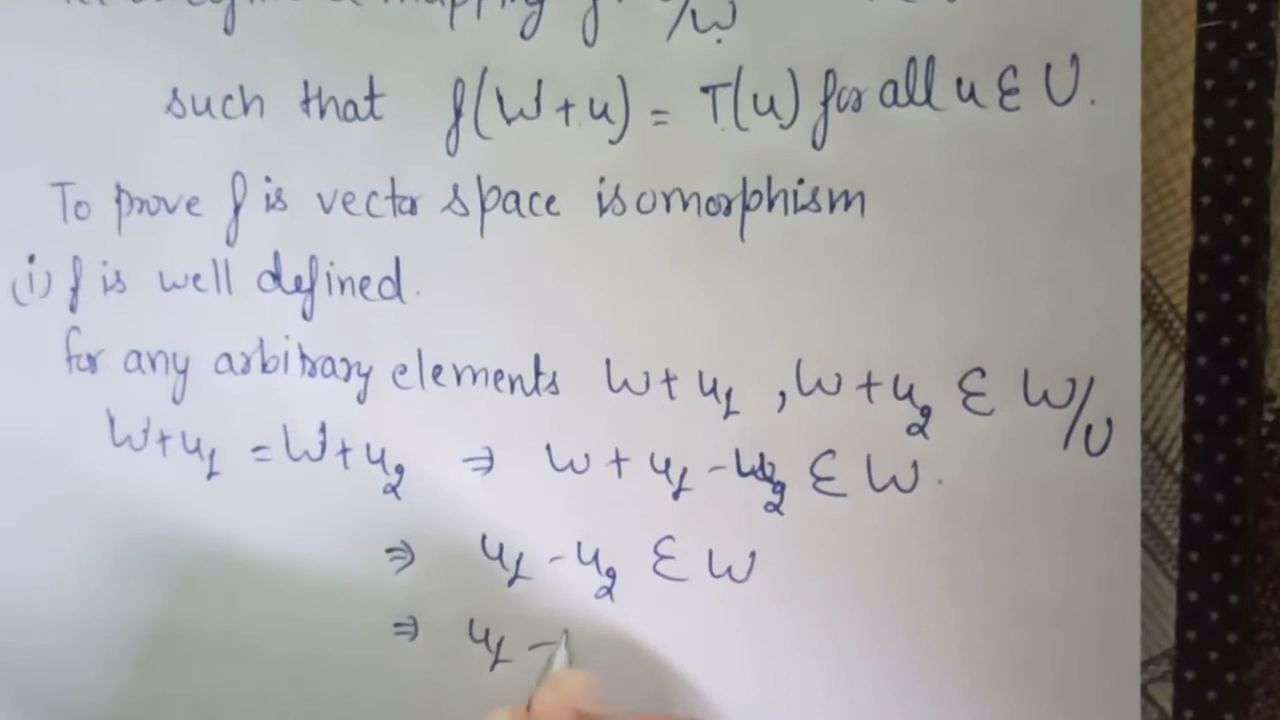 mapping f /W
such that f(W+u) = T(u) for all u ∈ U.
To prove f is vector space isomorphism
(i) f is well defined.
for any arbitrary elements W+u₁, W+u₂ ∈ W/U
W+u₁ = W+u₂ ⇒ W+u₁-u₂ ∈ W.
⇒ u₁-u₂ ∈ W
⇒ u₁ -